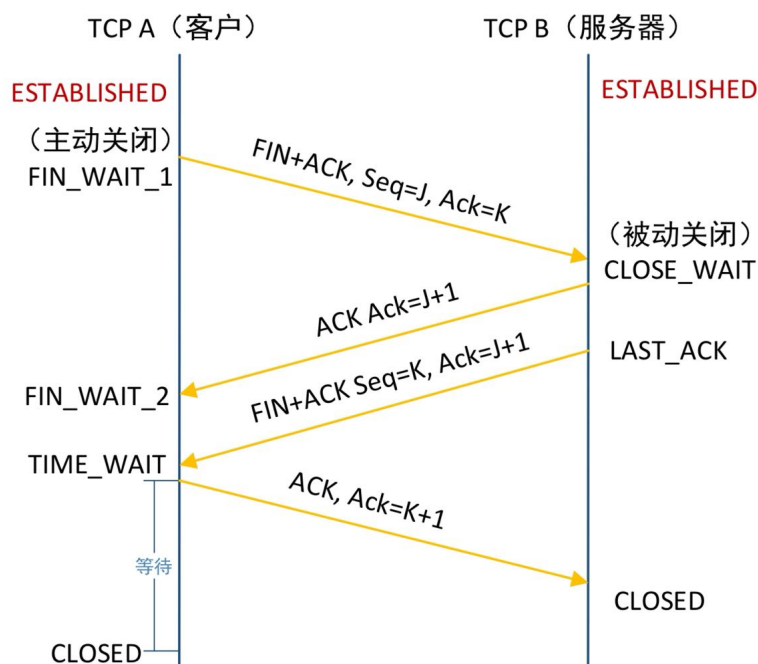 TCP A（客户）
TCP B（服务器）
ESTABLISHED
ESTABLISHED
（主动关闭）
FIN_WAIT_1
FIN+ACK, Seq=J, Ack=K
（被动关闭）
CLOSE_WAIT
ACK Ack=J+1
LAST_ACK
FIN_WAIT_2
FIN+ACK Seq=K, Ack=J+1
TIME_WAIT
ACK, Ack=K+1
等待
CLOSED
CLOSED